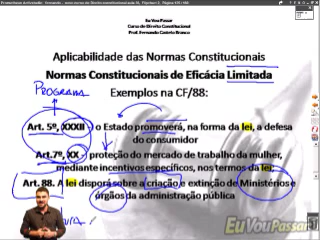 Eu Vou Passar
Curso de Direito Constitucional
Prof. Fernando Castelo Branco
Aplicabilidade das Normas Constitucionais
Normas Constitucionais de Eficácia Limitada
PROGRAMA
Exemplos na CF/88:
Art. 5º, XXXII - o Estado promoverá, na forma da lei, a defesa
do consumidor
Art. 7º, XX - proteção do mercado de trabalho da mulher,
mediante incentivos específicos, nos termos da lei;
Art. 88. A lei disporá sobre a criação e extinção de Ministérios e
órgãos da administração pública
EuVouPassar